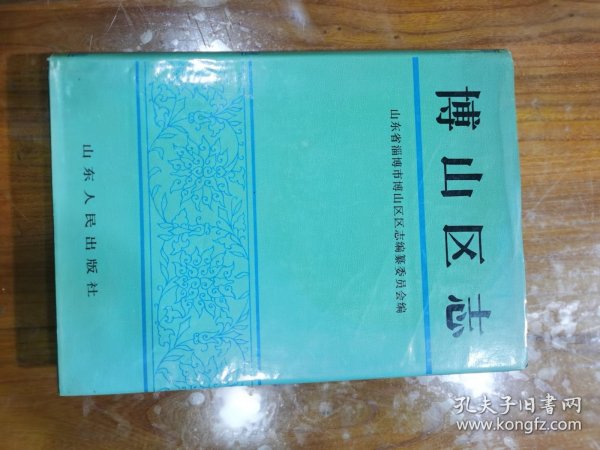 博山区志
山东省淄博市博山区区志编纂委员会编
山东人民出版社
孔夫子旧书网
kongfz.com